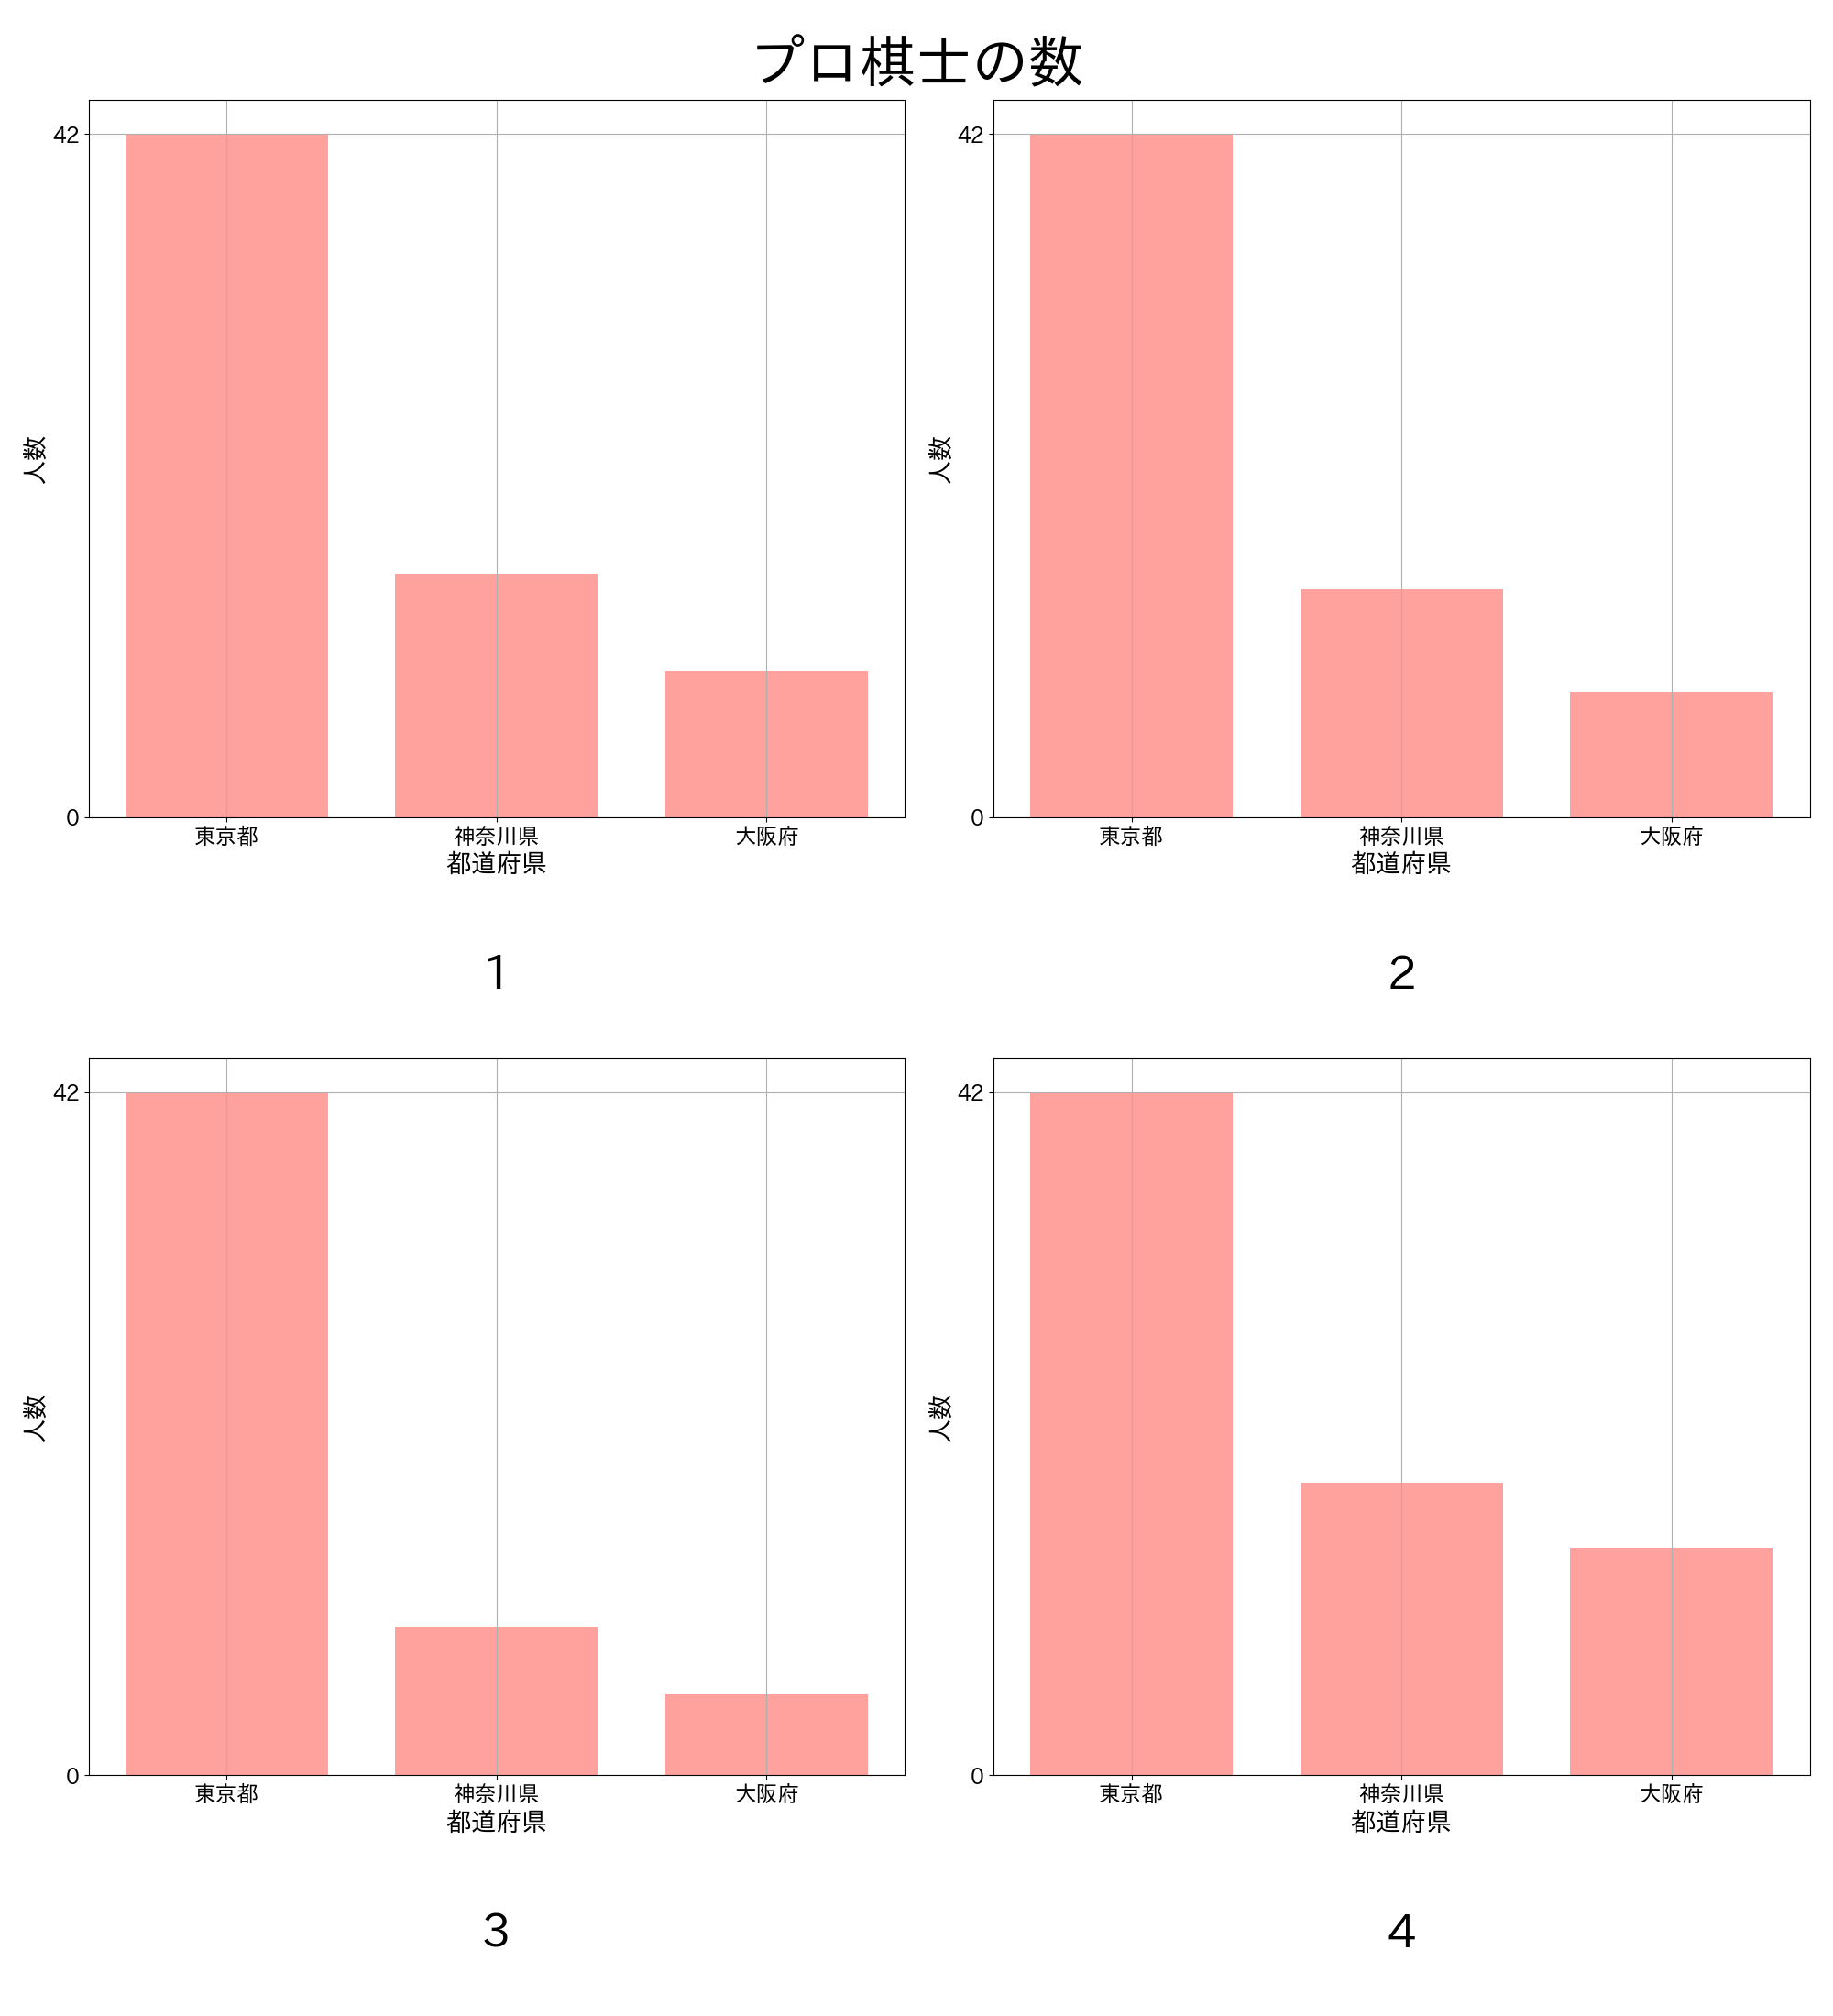 プロ棋士の数
42
人数
0
東京都 神奈川県 大阪府
都道府県
1
42
人数
0
東京都 神奈川県 大阪府
都道府県
2
42
人数
0
東京都 神奈川県 大阪府
都道府県
3
42
人数
0
東京都 神奈川県 大阪府
都道府県
4